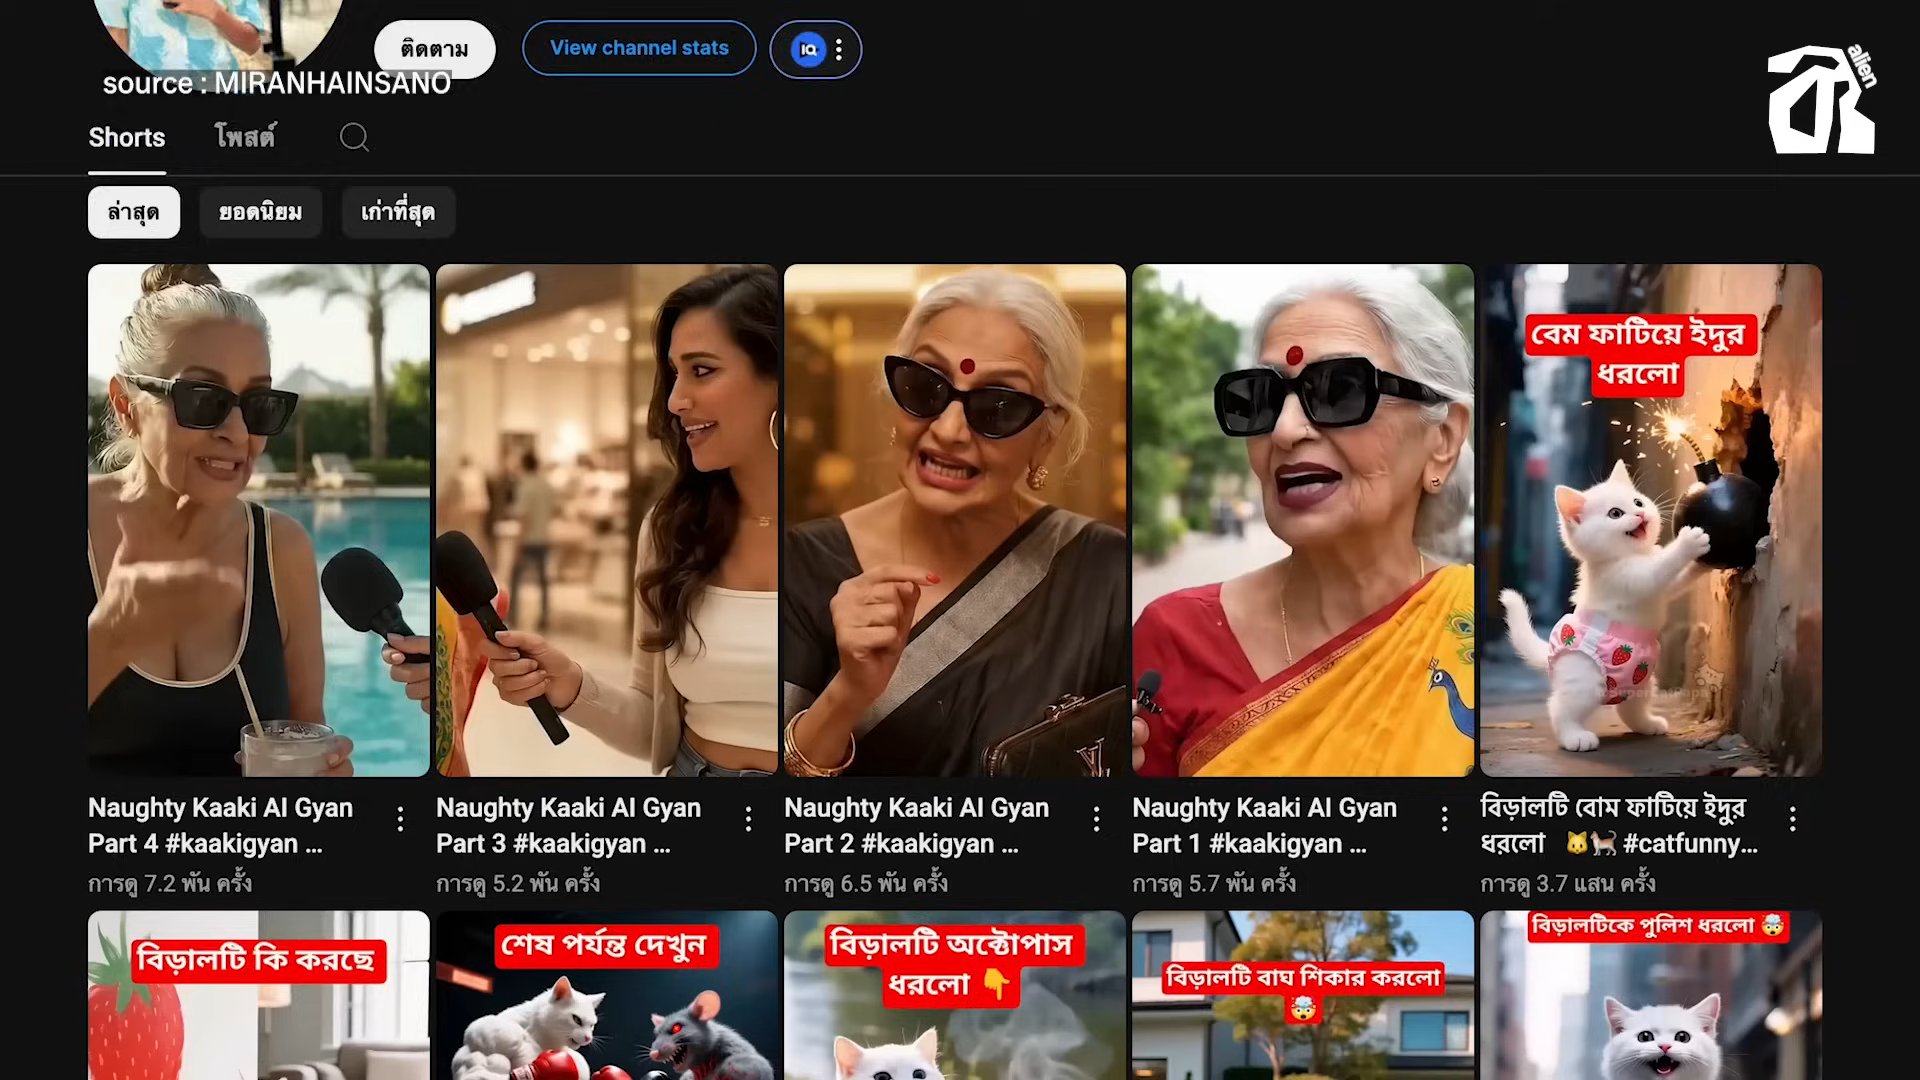 ติดตาม
View channel stats
IQ
source : MIRANHAINSANO
alien
Shorts
โพสต์
ล่าสุด
ยอดนิยม
เก่าที่สุด
বেম ফাটিয়ে ইদুর
ধরলো
Naughty Kaaki AI Gyan
Part 4 #kaakigyan ...
การดู 7.2 พัน ครั้ง
Naughty Kaaki AI Gyan
Part 3 #kaakigyan ...
การดู 5.2 พัน ครั้ง
Naughty Kaaki AI Gyan
Part 2 #kaakigyan ...
การดู 6.5 พัน ครั้ง
Naughty Kaaki AI Gyan
Part 1 #kaakigyan ...
การดู 5.7 พัน ครั้ง
বিড়ালটি বোম ফাটিয়ে ইদুর
ধরলো 🐱🐈 #catfunny...
การดู 3.7 แสน ครั้ง
বিড়ালটি কি করছে
শেষ পর্যন্ত দেখুন
বিড়ালটি অক্টোপাস
ধরলো 👇
বিড়ালটি বাঘ শিকার করলো
🤯
বিড়ালটিকে পুলিশ ধরলো 🤯